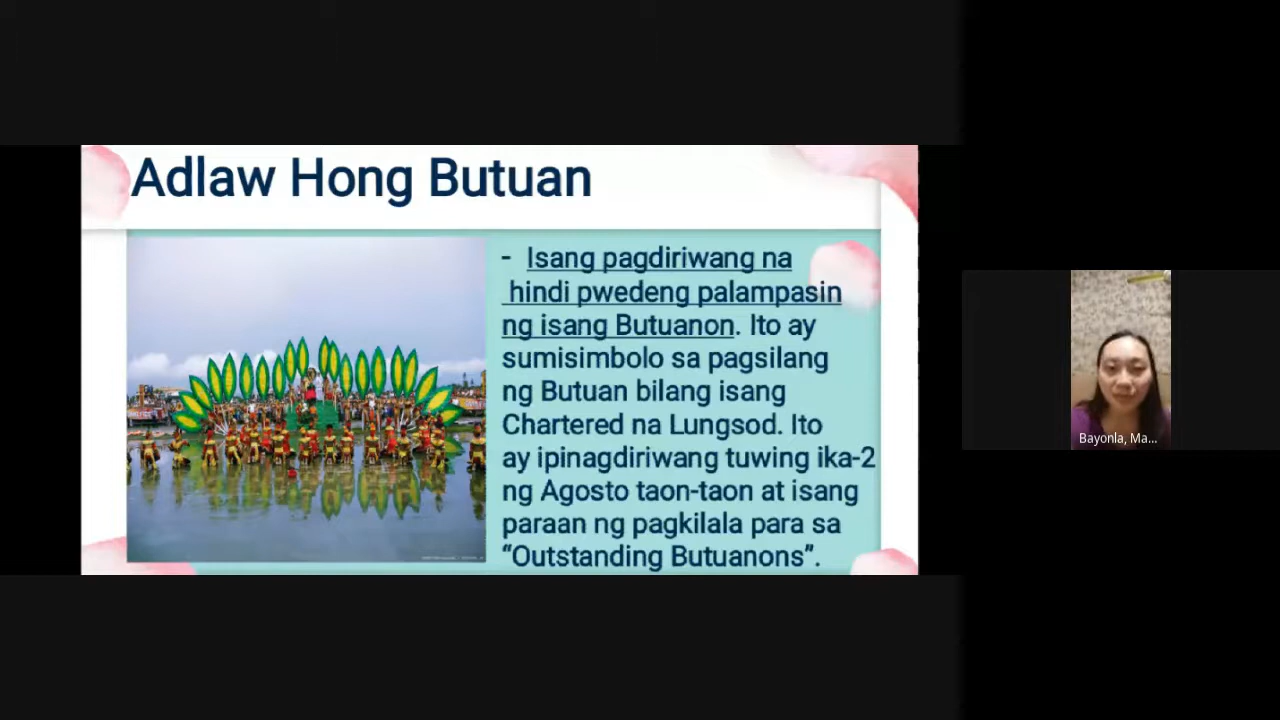 Adlaw Hong Butuan
- Isang pagdiriwang na
hindi pwedeng palampasin
ng isang Butuanon. Ito ay
sumisimbolo sa pagsilang
ng Butuan bilang isang
Chartered na Lungsod. Ito
ay ipinagdiriwang tuwing ika-2
ng Agosto taon-taon at isang
paraan ng pagkilala para sa
“Outstanding Butuanons”.
Bayonla, Ma...